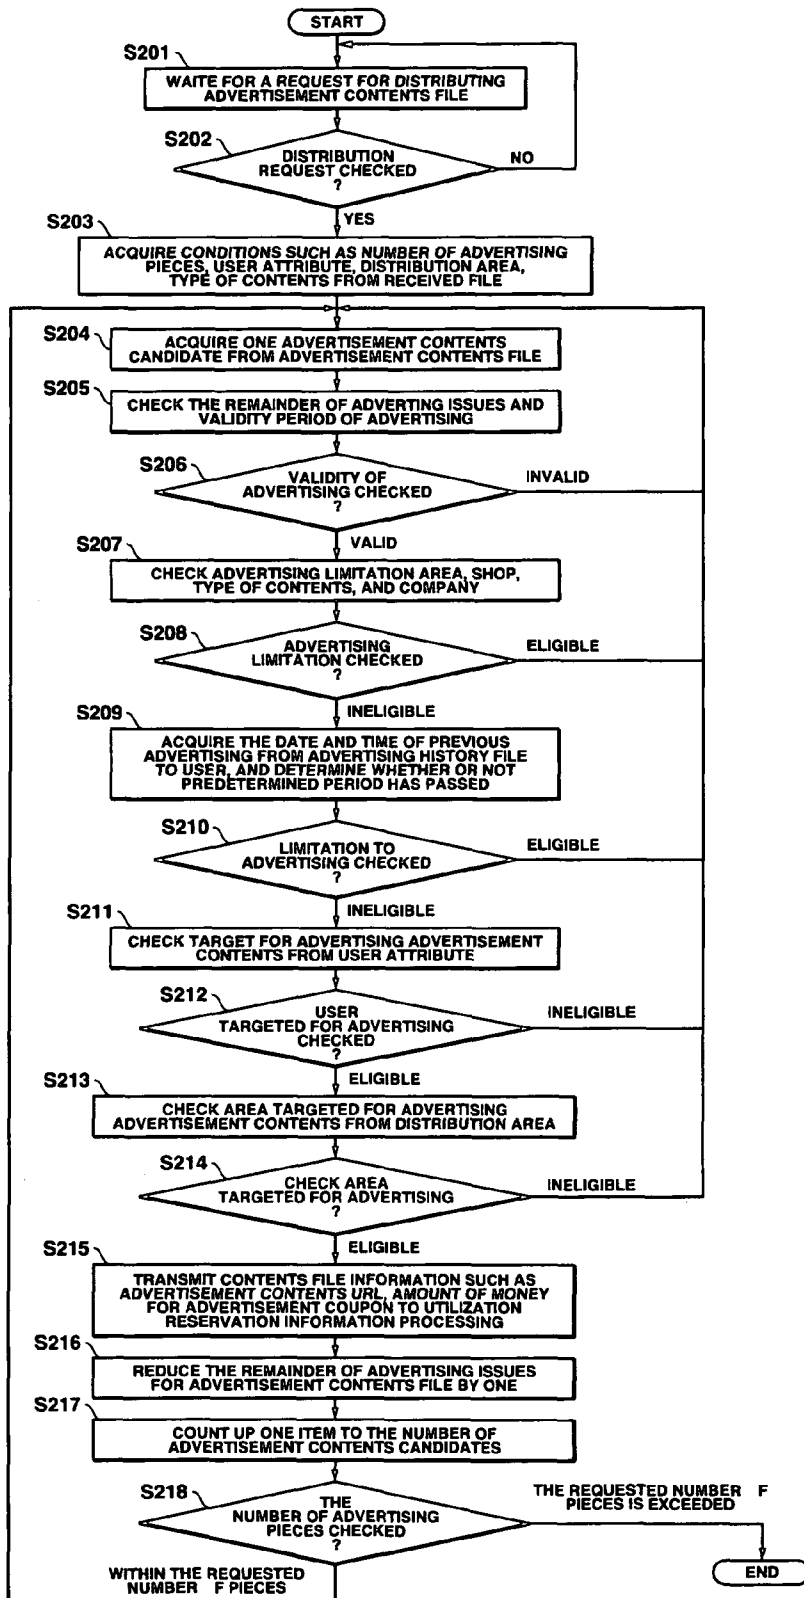 START
S201
WAITE FOR A REQUEST FOR DISTRIBUTING
ADVERTISEMENT CONTENTS FILE
S202
DISTRIBUTION
REQUEST CHECKED
?
NO
YES
S203
ACQUIRE CONDITIONS SUCH AS NUMBER OF ADVERTISING
PIECES, USER ATTRIBUTE, DISTRIBUTION AREA,
TYPE OF CONTENTS FROM RECEIVED FILE
S204
ACQUIRE ONE ADVERTISEMENT CONTENTS
CANDIDATE FROM ADVERTISEMENT CONTENTS FILE
S205
CHECK THE REMAINDER OF ADVERTING ISSUES AND
VALIDITY PERIOD OF ADVERTISING
S206
VALIDITY OF
ADVERTISING CHECKED
?
INVALID
VALID
S207
CHECK ADVERTISING LIMITATION AREA, SHOP,
TYPE OF CONTENTS, AND COMPANY
S208
ADVERTISING
LIMITATION CHECKED
?
ELIGIBLE
INELIGIBLE
S209
ACQUIRE THE DATE AND TIME OF PREVIOUS
ADVERTISING FROM ADVERTISING HISTORY FILE
TO USER, AND DETERMINE WHETHER OR NOT
PREDETERMINED PERIOD HAS PASSED
S210
LIMITATION TO
ADVERTISING CHECKED
?
ELIGIBLE
INELIGIBLE
S211
CHECK TARGET FOR ADVERTISING ADVERTISEMENT
CONTENTS FROM USER ATTRIBUTE
S212
USER
TARGETED FOR ADVERTISING
CHECKED
?
INELIGIBLE
ELIGIBLE
S213
CHECK AREA TARGETED FOR ADVERTISING
ADVERTISEMENT CONTENTS FROM DISTRIBUTION AREA
S214
CHECK AREA
TARGETED FOR ADVERTISING
?
INELIGIBLE
ELIGIBLE
S215
TRANSMIT CONTENTS FILE INFORMATION SUCH AS
ADVERTISEMENT CONTENTS URL, AMOUNT OF MONEY
FOR ADVERTISEMENT COUPON TO UTILIZATION
RESERVATION INFORMATION PROCESSING
S216
REDUCE THE REMAINDER OF ADVERTISING ISSUES
FOR ADVERTISEMENT CONTENTS FILE BY ONE
S217
COUNT UP ONE ITEM TO THE NUMBER OF
ADVERTISEMENT CONTENTS CANDIDATES
S218
THE
NUMBER OF ADVERTISING
PIECES CHECKED
?
THE REQUESTED NUMBER F
PIECES IS EXCEEDED
END
WITHIN THE REQUESTED
NUMBER F PIECES